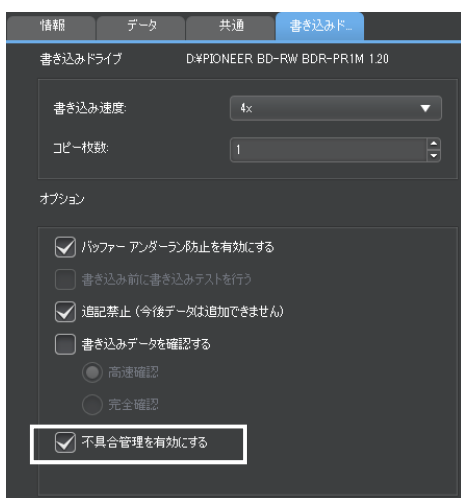 情報 データ 共通 書き込みド...
書き込みドライブ D:¥PIONEER BD-RW BDR-PR1M 1.20
書き込み速度: 4x
コピー枚数: 1
オプション
バッファー アンダーラン防止を有効にする
書き込み前に書き込みテストを行う
追記禁止 (今後データは追加できません)
書き込みデータを確認する
高速確認
完全確認
不具合管理を有効にする